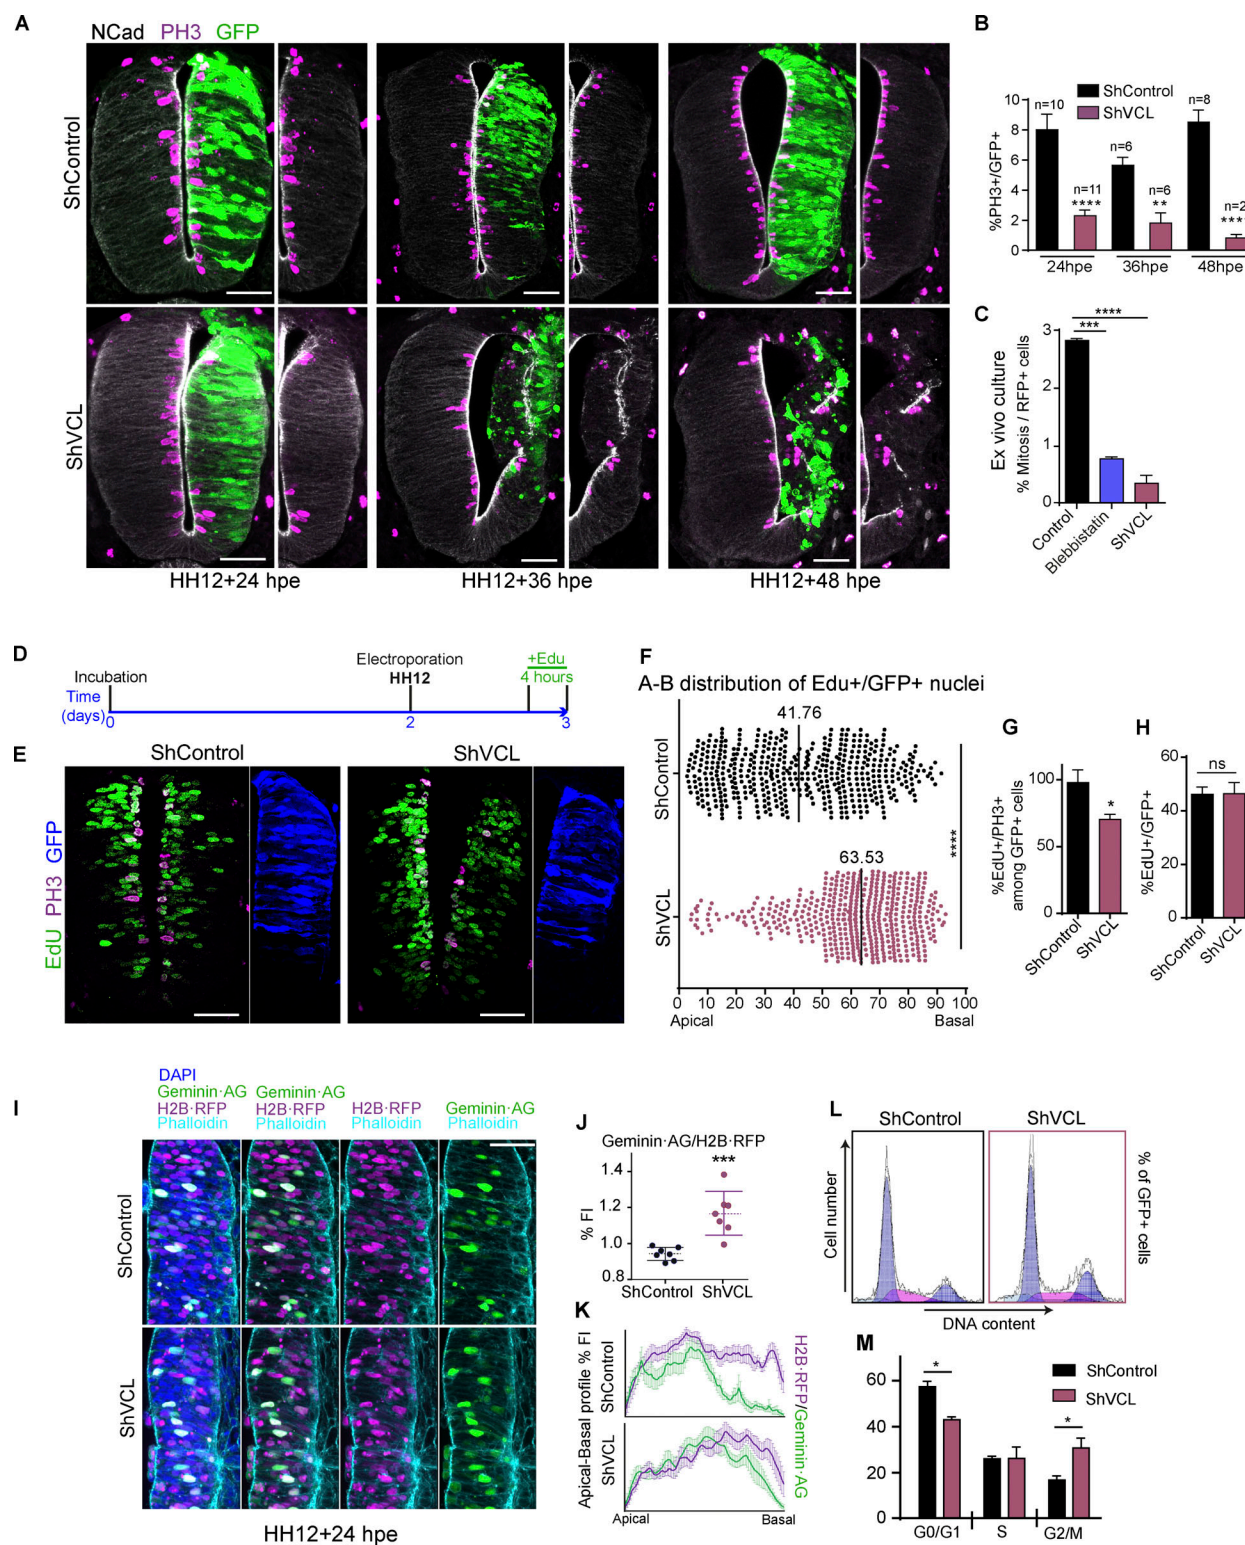 A
NCad PH3 GFP
ShControl
ShVCL
HH12+24 hpe
HH12+36 hpe
HH12+48 hpe
B
ShControl
ShVCL
%PH3+/GFP+
10
8
6
4
2
0
n=10
n=11
****
n=6
n=6
**
n=8
n=2
****
24hpe
36hpe
48hpe
C
****
***
Ex vivo culture
% Mitosis / RFP+ cells
3
2
1
0
Control
Blebbistatin
ShVCL
D
Incubation
Electroporation
HH12
+Edu
4 hours
Time
(days)
0
2
3
E
ShControl
ShVCL
EdU PH3 GFP
F
A-B distribution of Edu+/GFP+ nuclei
41.76
ShControl
63.53
ShVCL
****
0 10 20 30 40 50 60 70 80 90 100
Apical
Basal
G
%EdU+/PH3+
among GFP+ cells
100
50
0
*
ShControl
ShVCL
H
%EdU+/GFP+
60
40
20
0
ns
ShControl
ShVCL
I
DAPI
Geminin·AG
H2B·RFP
Phalloidin
Geminin·AG
H2B·RFP
Phalloidin
H2B·RFP
Phalloidin
Geminin·AG
Phalloidin
ShControl
ShVCL
HH12+24 hpe
J
Geminin·AG/H2B·RFP
***
% FI
1.4
1.2
1.0
0.8
ShControl
ShVCL
K
Apical-Basal profile % FI
ShControl
ShVCL
H2B·RFP/Geminin·AG
Apical
Basal
L
ShControl
ShVCL
Cell number
DNA content
% of GFP+ cells
M
ShControl
ShVCL
60
40
20
0
*
*
G0/G1
S
G2/M